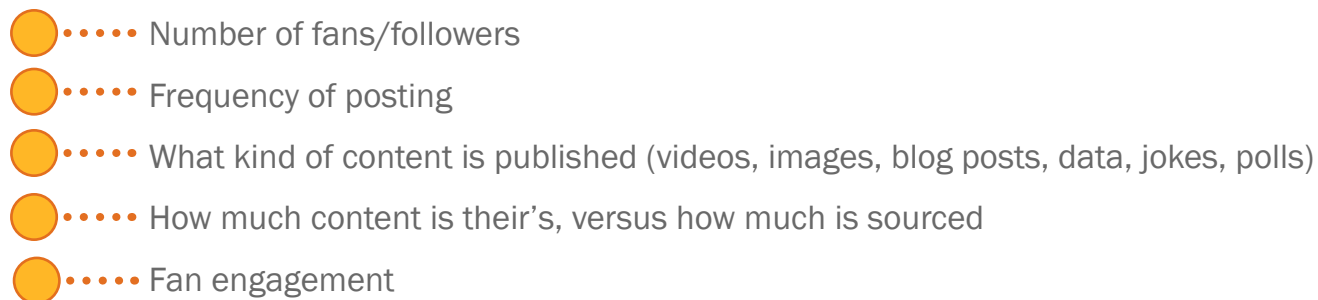 Number of fans/followers
Frequency of posting
What kind of content is published (videos, images, blog posts, data, jokes, polls)
How much content is their’s, versus how much is sourced
Fan engagement